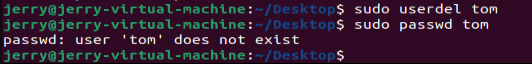 jerry@jerry-virtual-machine:~/Desktop$ sudo userdel tom
jerry@jerry-virtual-machine:~/Desktop$ sudo passwd tom
passwd: user 'tom' does not exist
jerry@jerry-virtual-machine:~/Desktop$